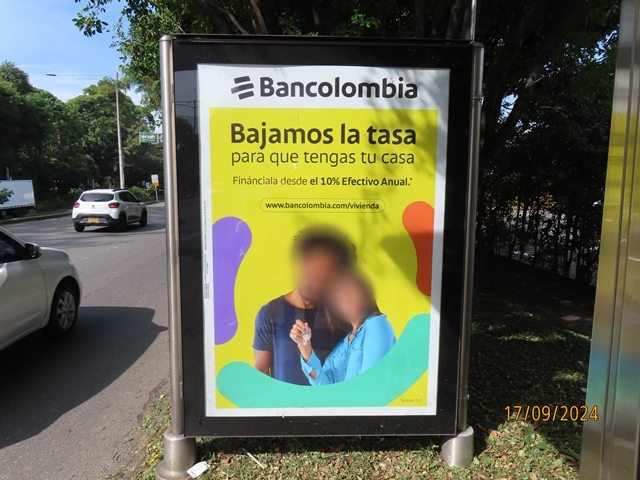 Bancolombia
Bajamos la tasa
para que tengas tu casa
Fináncíala desde el 10% Efectivo Anual.*
www.bancolombia.com/vivienda
17/09/2024